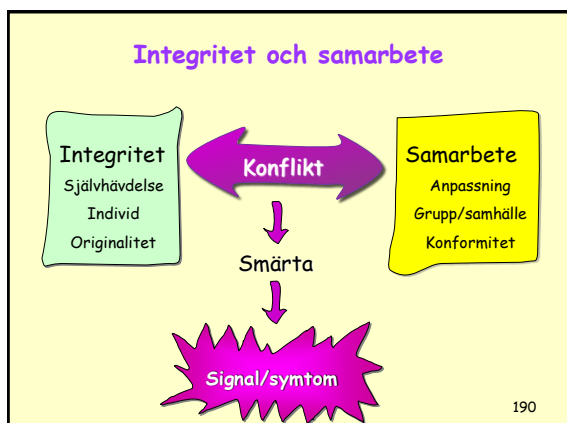 Integritet och samarbete
Integritet
Självhävdelse
Individ
Originalitet
Konflikt
Samarbete
Anpassning
Grupp/samhälle
Konformitet
Smärta
Signal/symtom
190